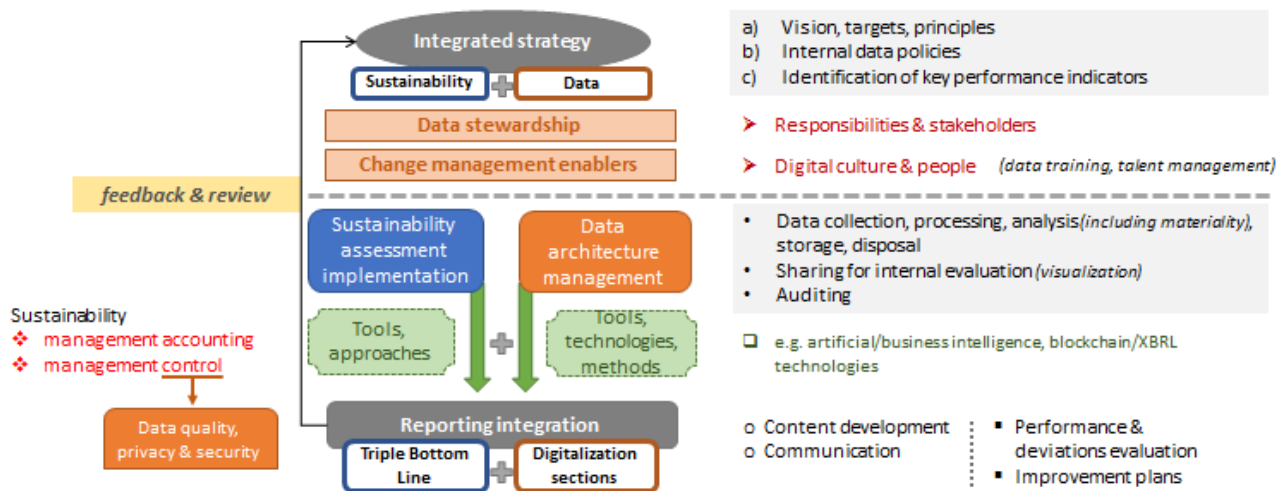 Integrated strategy
Sustainability
Data
Data stewardship
Change management enablers
a) Vision, targets, principles
b) Internal data policies
c) Identification of key performance indicators
➤ Responsibilities & stakeholders
➤ Digital culture & people (data training, talent management)
feedback & review
Sustainability
assessment
implementation
Data
architecture
management
• Data collection, processing, analysis(including materiality),
storage, disposal
• Sharing for internal evaluation (visualization)
• Auditing
Sustainability
❖ management accounting
❖ management control
Data quality,
privacy & security
Tools,
approaches
Tools,
technologies,
methods
❑ e.g. artificial/business intelligence, blockchain/XBRL
technologies
Reporting integration
Triple Bottom
Line
Digitalization
sections
o Content development
o Communication
▪ Performance &
deviations evaluation
▪ Improvement plans